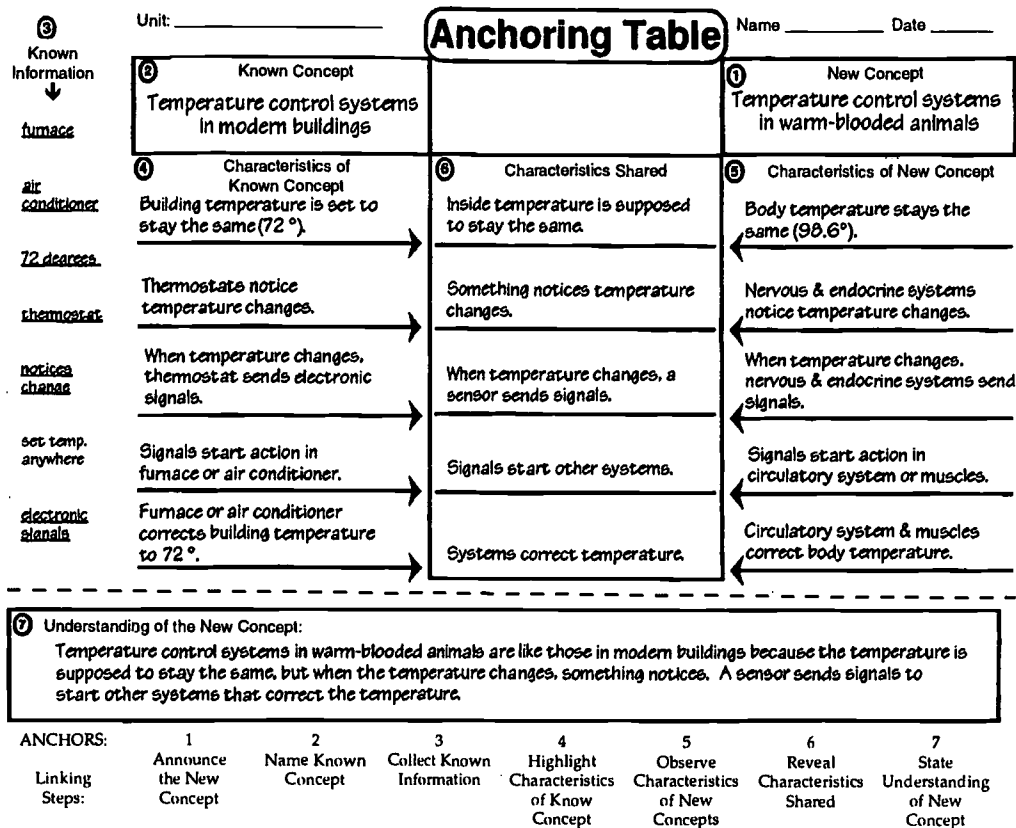 Unit:
Anchoring Table
Name Date
③
Known
Information
furnace
air
conditioner
72 degrees
thermostat
notices
change
set temp.
anywhere
electronic
signals
② Known Concept
Temperature control systems
in modern buildings
① New Concept
Temperature control systems
in warm-blooded animals
④ Characteristics of
Known Concept
Building temperature is set to
stay the same (72°).
Thermostats notice
temperature changes.
When temperature changes,
thermostat sends electronic
signals.
Signals start action in
furnace or air conditioner.
Furnace or air conditioner
corrects building temperature
to 72°.
⑥ Characteristics Shared
Inside temperature is supposed
to stay the same.
Something notices temperature
changes.
When temperature changes, a
sensor sends signals.
Signals start other systems.
Systems correct temperature.
⑤ Characteristics of New Concept
Body temperature stays the
same (98.6°).
Nervous & endocrine systems
notice temperature changes.
When temperature changes,
nervous & endocrine systems send
signals.
Signals start action in
circulatory system or muscles.
Circulatory system & muscles
correct body temperature.
⑦ Understanding of the New Concept:
Temperature control systems in warm-blooded animals are like those in modern buildings because the temperature is
supposed to stay the same, but when the temperature changes, something notices. A sensor sends signals to
start other systems that correct the temperature.
ANCHORS: 1 2 3 4 5 6 7
Linking
Steps:
Announce
the New
Concept
Name Known
Concept
Collect Known
Information
Highlight
Characteristics
of Know
Concept
Observe
Characteristics
of New
Concepts
Reveal
Characteristics
Shared
State
Understanding
of New
Concept